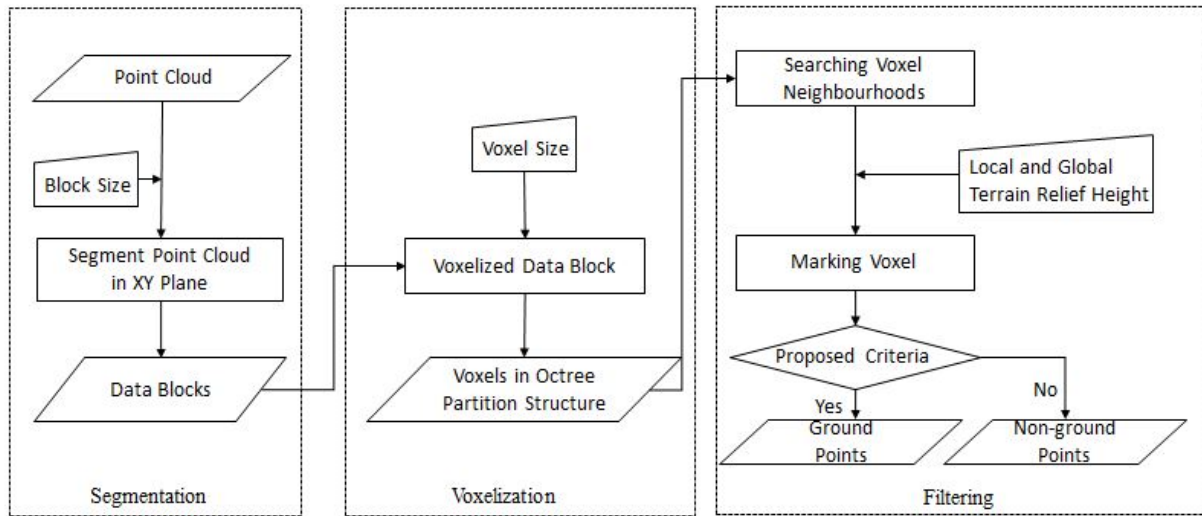 Point Cloud
Block Size
Segment Point Cloud
in XY Plane
Data Blocks
Segmentation
Voxel Size
Voxelized Data Block
Voxels in Octree
Partition Structure
Voxelization
Searching Voxel
Neighbourhoods
Local and Global
Terrain Relief Height
Marking Voxel
Proposed Criteria
Yes
No
Ground
Points
Non-ground
Points
Filtering